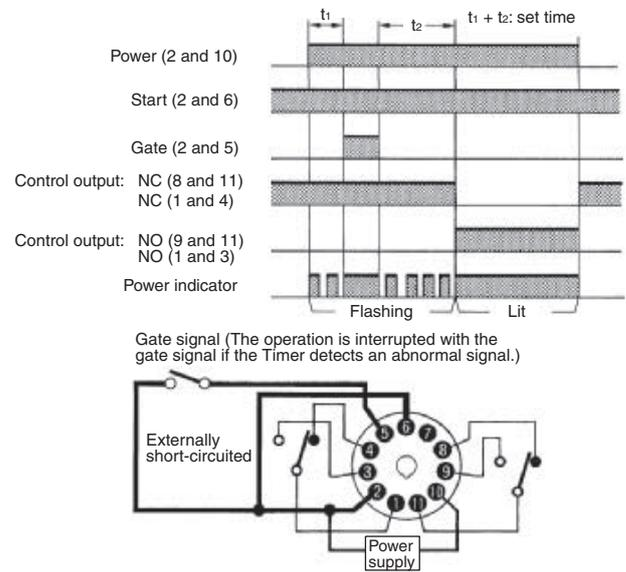 t1
t2
t1 + t2: set time
Power (2 and 10)
Start (2 and 6)
Gate (2 and 5)
Control output: NC (8 and 11)
NC (1 and 4)
Control output: NO (9 and 11)
NO (1 and 3)
Power indicator
Flashing
Lit
Gate signal (The operation is interrupted with the
gate signal if the Timer detects an abnormal signal.)
Externally
short-circuited
5
6
7
4
8
3
9
2
10
1
11
Power
supply